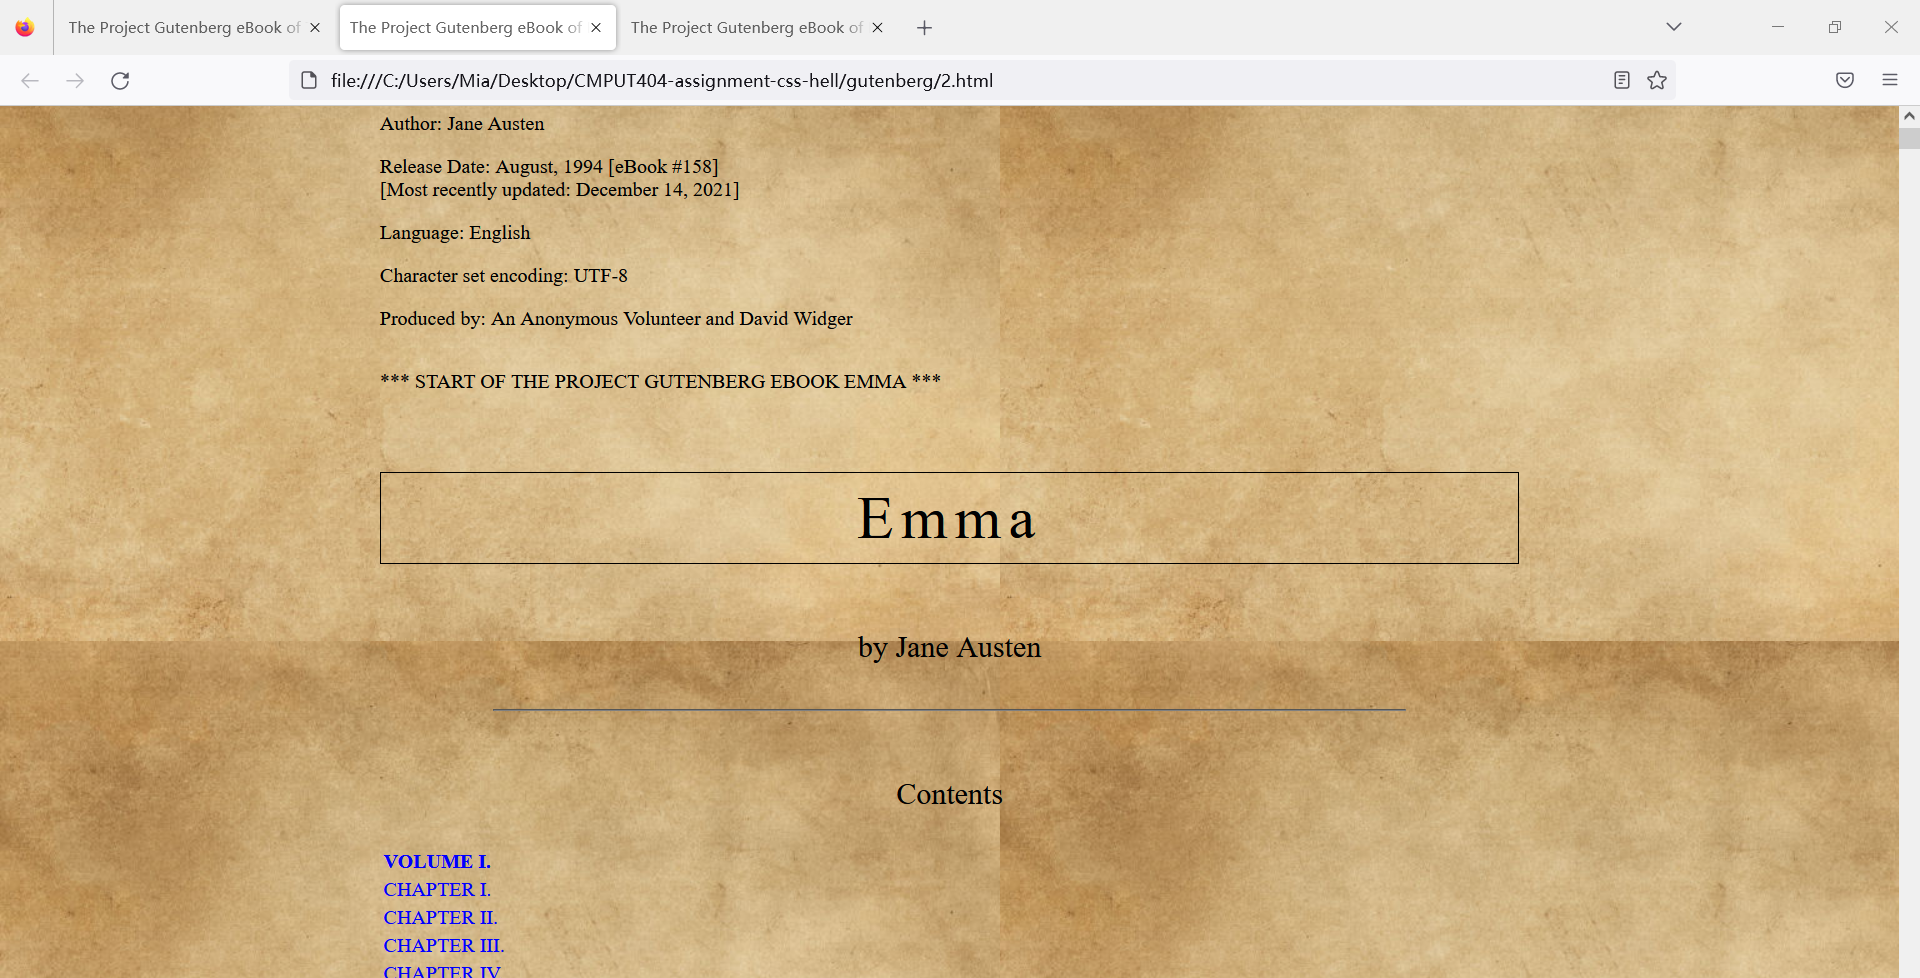 The Project Gutenberg eBook of
The Project Gutenberg eBook of
The Project Gutenberg eBook of
file:///C:/Users/Mia/Desktop/CMPUT404-assignment-css-hell/gutenberg/2.html
Author: Jane Austen
Release Date: August, 1994 [eBook #158]
[Most recently updated: December 14, 2021]
Language: English
Character set encoding: UTF-8
Produced by: An Anonymous Volunteer and David Widger
*** START OF THE PROJECT GUTENBERG EBOOK EMMA ***
Emma
by Jane Austen
Contents
VOLUME I.
CHAPTER I.
CHAPTER II.
CHAPTER III.
CHAPTER IV.